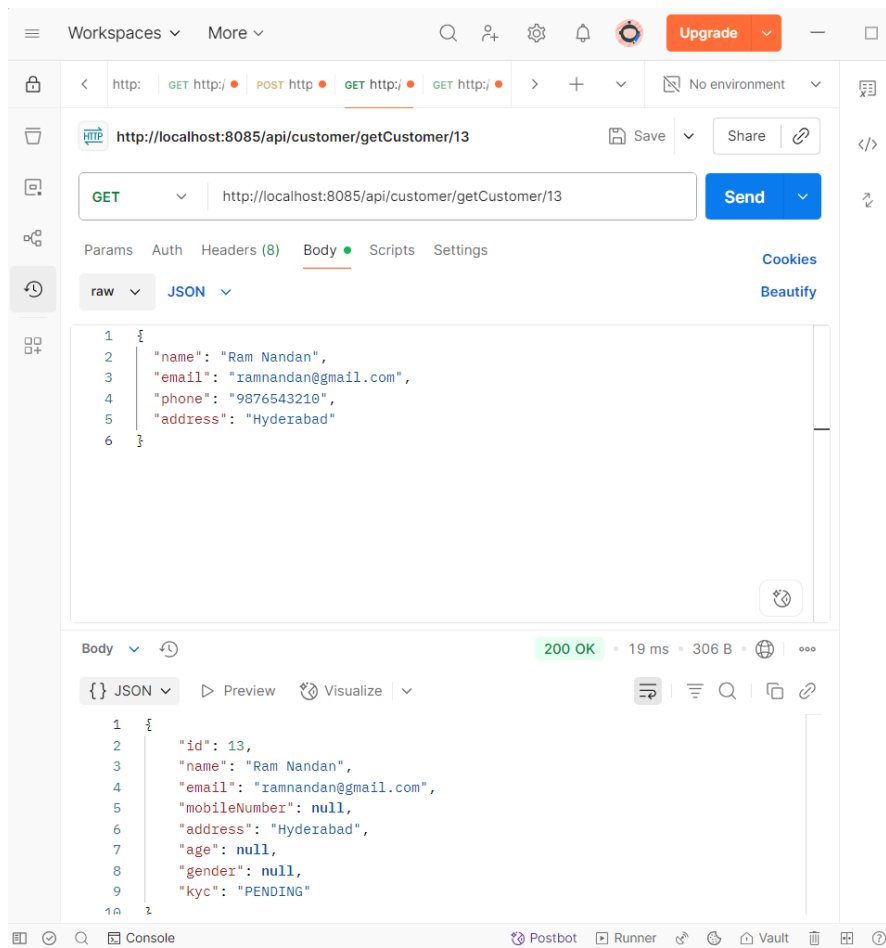 Workspaces More Upgrade
http: GET http:/ POST http GET http:/ GET http:/ No environment
HTTP http://localhost:8085/api/customer/getCustomer/13 Save Share
GET http://localhost:8085/api/customer/getCustomer/13 Send
Params Auth Headers (8) Body Scripts Settings Cookies
raw JSON Beautify
1 {
2 "name": "Ram Nandan",
3 "email": "ramnandan@gmail.com",
4 "phone": "9876543210",
5 "address": "Hyderabad"
6 }
Body 200 OK 19 ms 306 B
{} JSON Preview Visualize
1 {
2 "id": 13,
3 "name": "Ram Nandan",
4 "email": "ramnandan@gmail.com",
5 "mobileNumber": null,
6 "address": "Hyderabad",
7 "age": null,
8 "gender": null,
9 "kyc": "PENDING"
10 }
Console Postbot Runner Vault